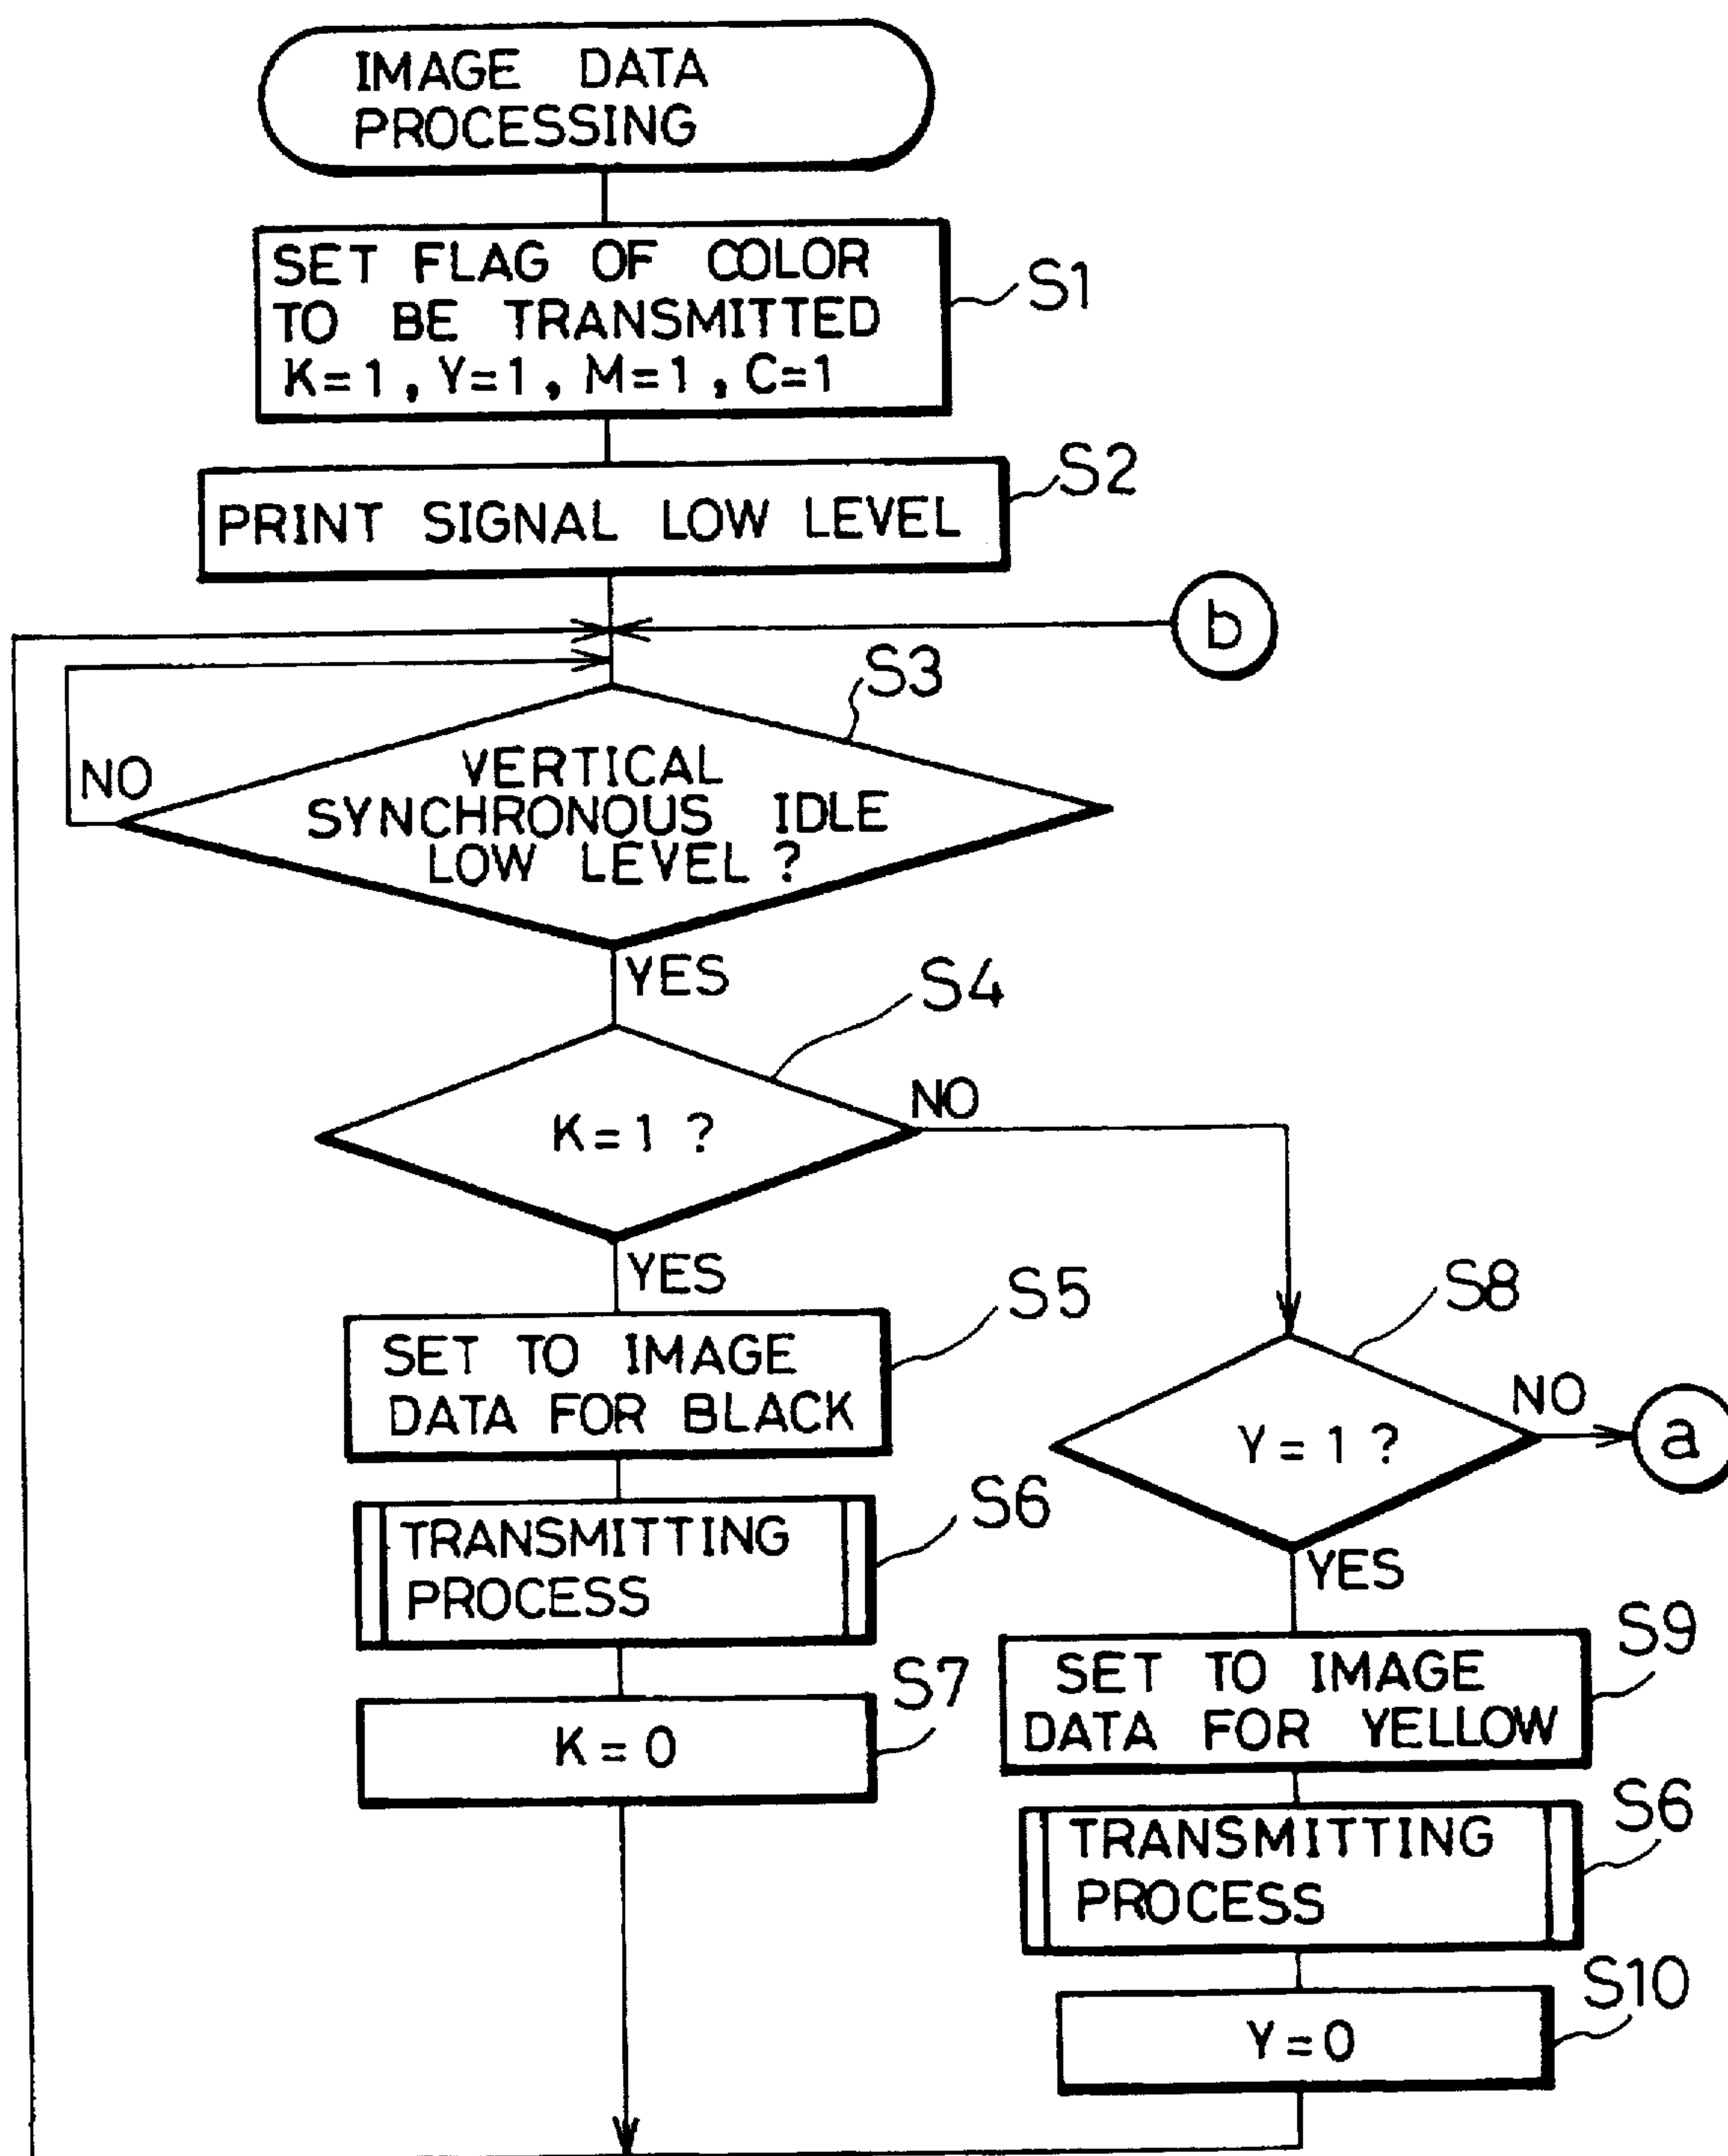 IMAGE DATA
PROCESSING
SET FLAG OF COLOR
TO BE TRANSMITTED
K=1, Y=1, M=1, C=1
S1
PRINT SIGNAL LOW LEVEL
S2
b
S3
NO
VERTICAL
SYNCHRONOUS IDLE
LOW LEVEL ?
YES
S4
K=1 ?
NO
YES
S5
SET TO IMAGE
DATA FOR BLACK
S8
Y=1 ?
NO
a
YES
TRANSMITTING
PROCESS
S6
S9
SET TO IMAGE
DATA FOR YELLOW
K=0
S7
TRANSMITTING
PROCESS
S6
S10
Y=0